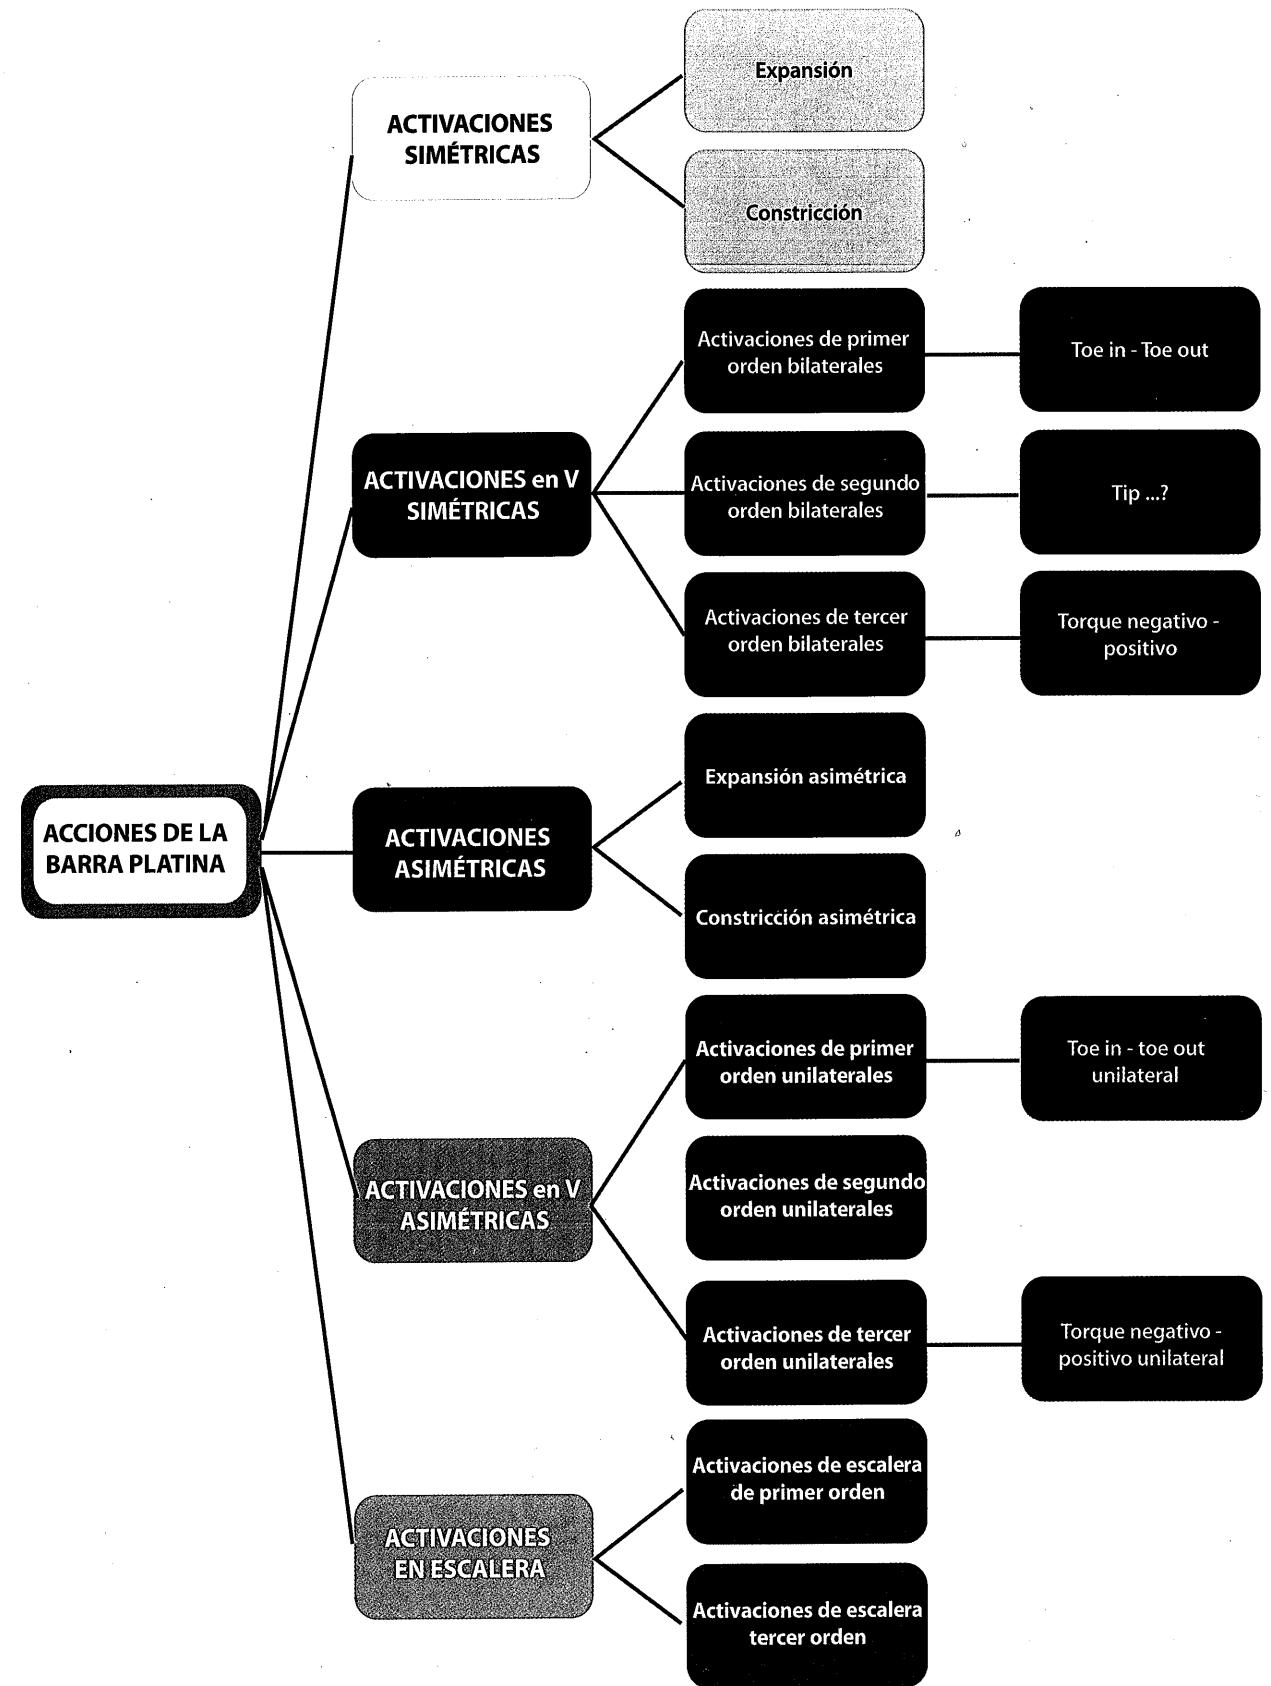 ACCIONES DE LA
BARRA PLATINA
ACTIVACIONES
SIMÉTRICAS
Expansión
Constricción
ACTIVACIONES en V
SIMÉTRICAS
Activaciones de primer
orden bilaterales
Toe in - Toe out
Activaciones de segundo
orden bilaterales
Tip ...?
Activaciones de tercer
orden bilaterales
Torque negativo -
positivo
ACTIVACIONES
ASIMÉTRICAS
Expansión asimétrica
Constricción asimétrica
ACTIVACIONES en V
ASIMÉTRICAS
Activaciones de primer
orden unilaterales
Toe in - toe out
unilateral
Activaciones de segundo
orden unilaterales
Activaciones de tercer
orden unilaterales
Torque negativo -
positivo unilateral
ACTIVACIONES
EN ESCALERA
Activaciones de escalera
de primer orden
Activaciones de escalera
tercer orden